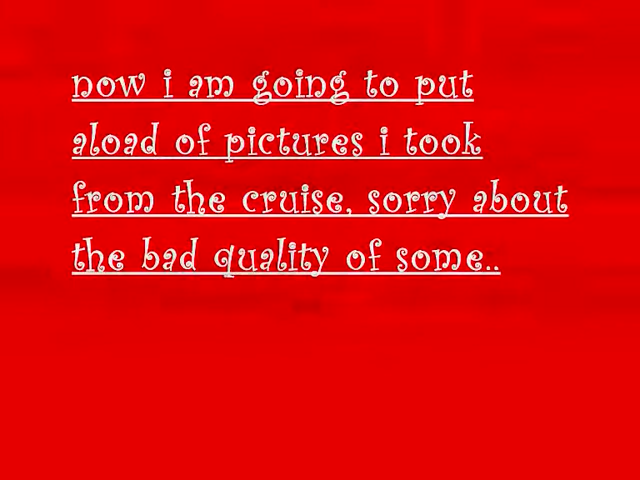 now i am going to put
aload of pictures i took
from the cruise, sorry about
the bad quality of some..